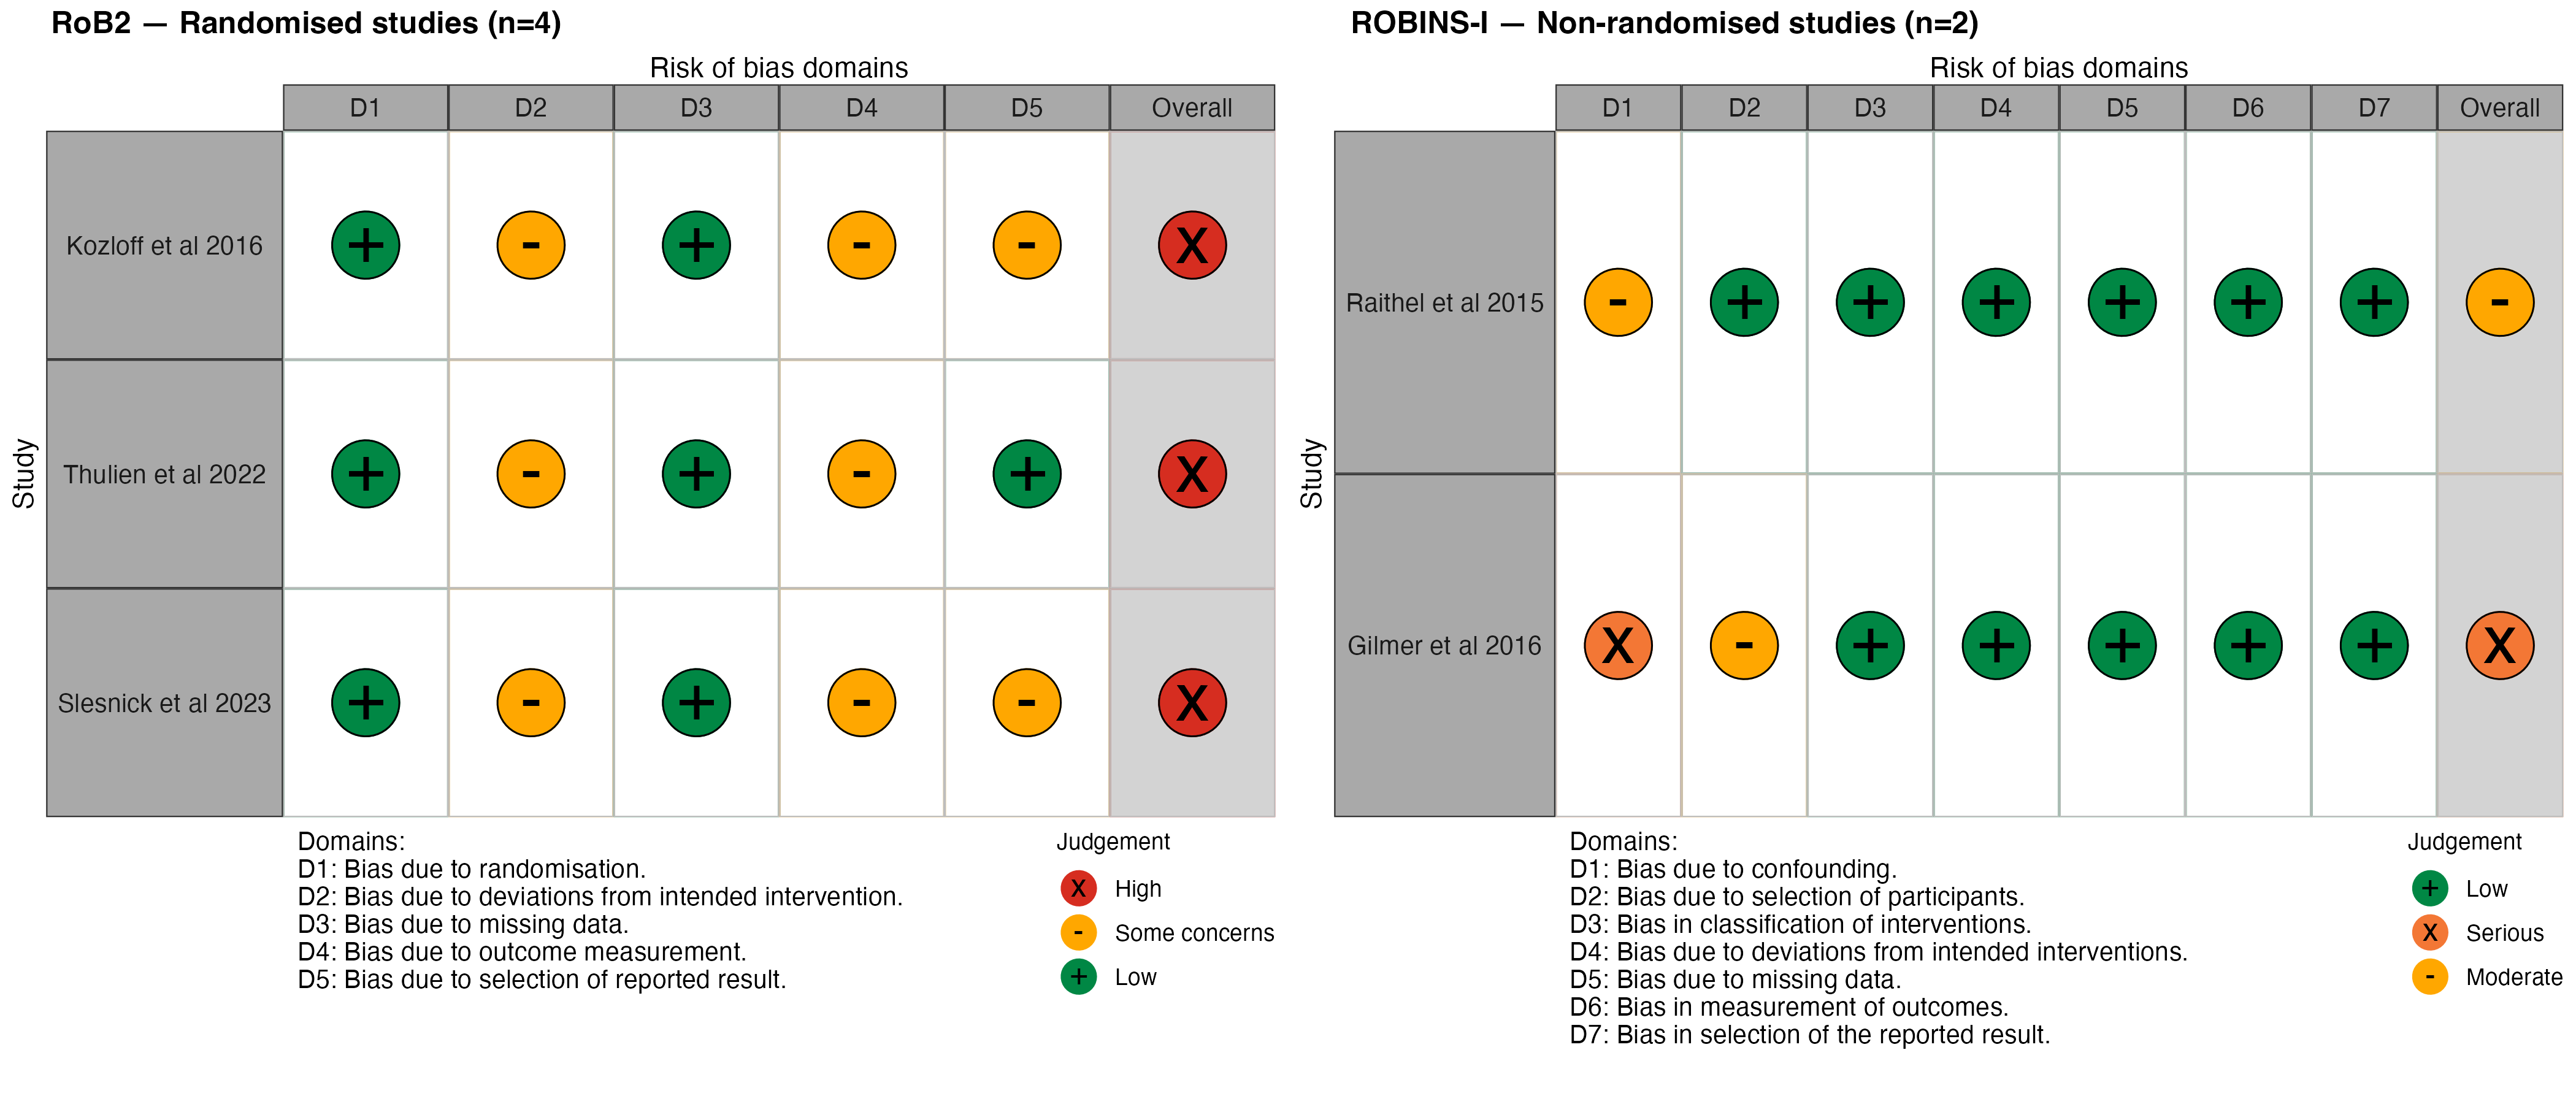 RoB2 — Randomised studies (n=4)
Risk of bias domains
D1 D2 D3 D4 D5 Overall
Study
Kozloff et al 2016 + - + - - X
Thulien et al 2022 + - + - + X
Slesnick et al 2023 + - + - - X
Domains:
D1: Bias due to randomisation.
D2: Bias due to deviations from intended intervention.
D3: Bias due to missing data.
D4: Bias due to outcome measurement.
D5: Bias due to selection of reported result.
Judgement
X High
- Some concerns
+ Low
ROBINS-I — Non-randomised studies (n=2)
Risk of bias domains
D1 D2 D3 D4 D5 D6 D7 Overall
Study
Raithel et al 2015 - + + + + + + -
Gilmer et al 2016 X - + + + + + X
Domains:
D1: Bias due to confounding.
D2: Bias due to selection of participants.
D3: Bias in classification of interventions.
D4: Bias due to deviations from intended interventions.
D5: Bias due to missing data.
D6: Bias in measurement of outcomes.
D7: Bias in selection of the reported result.
Judgement
+ Low
X Serious
- Moderate